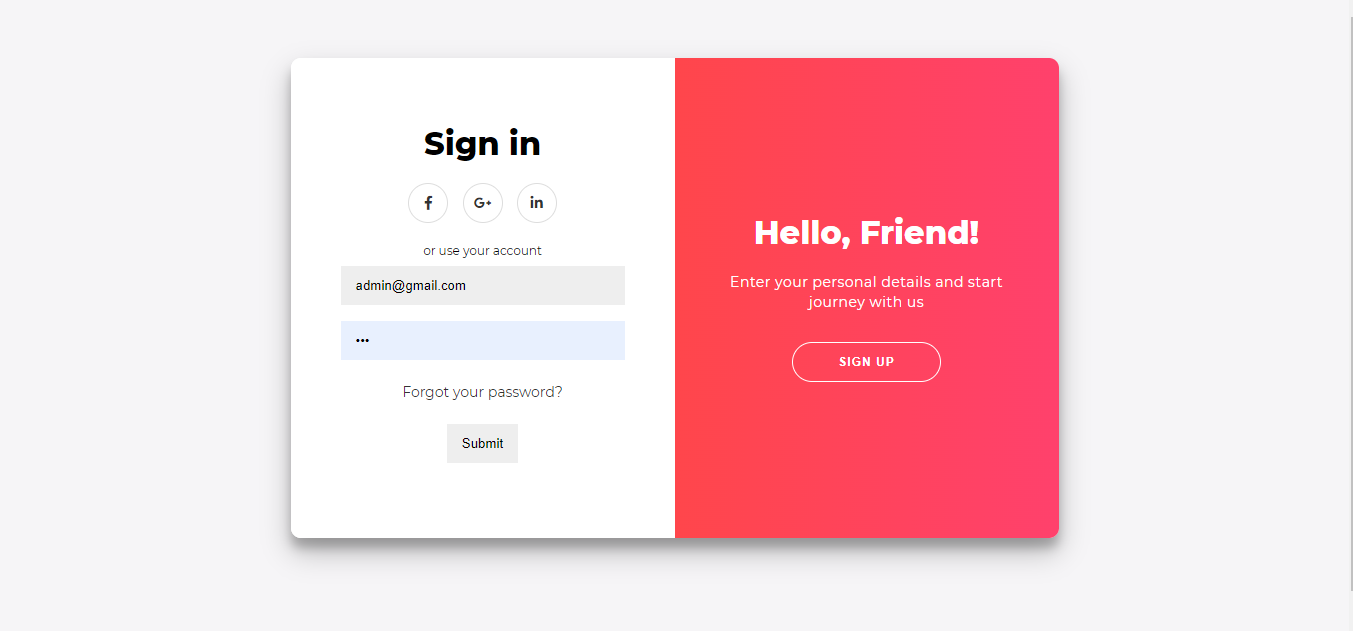 Sign in
f G+ in
or use your account
admin@gmail.com
•••
Forgot your password?
Submit
Hello, Friend!
Enter your personal details and start
journey with us
SIGN UP